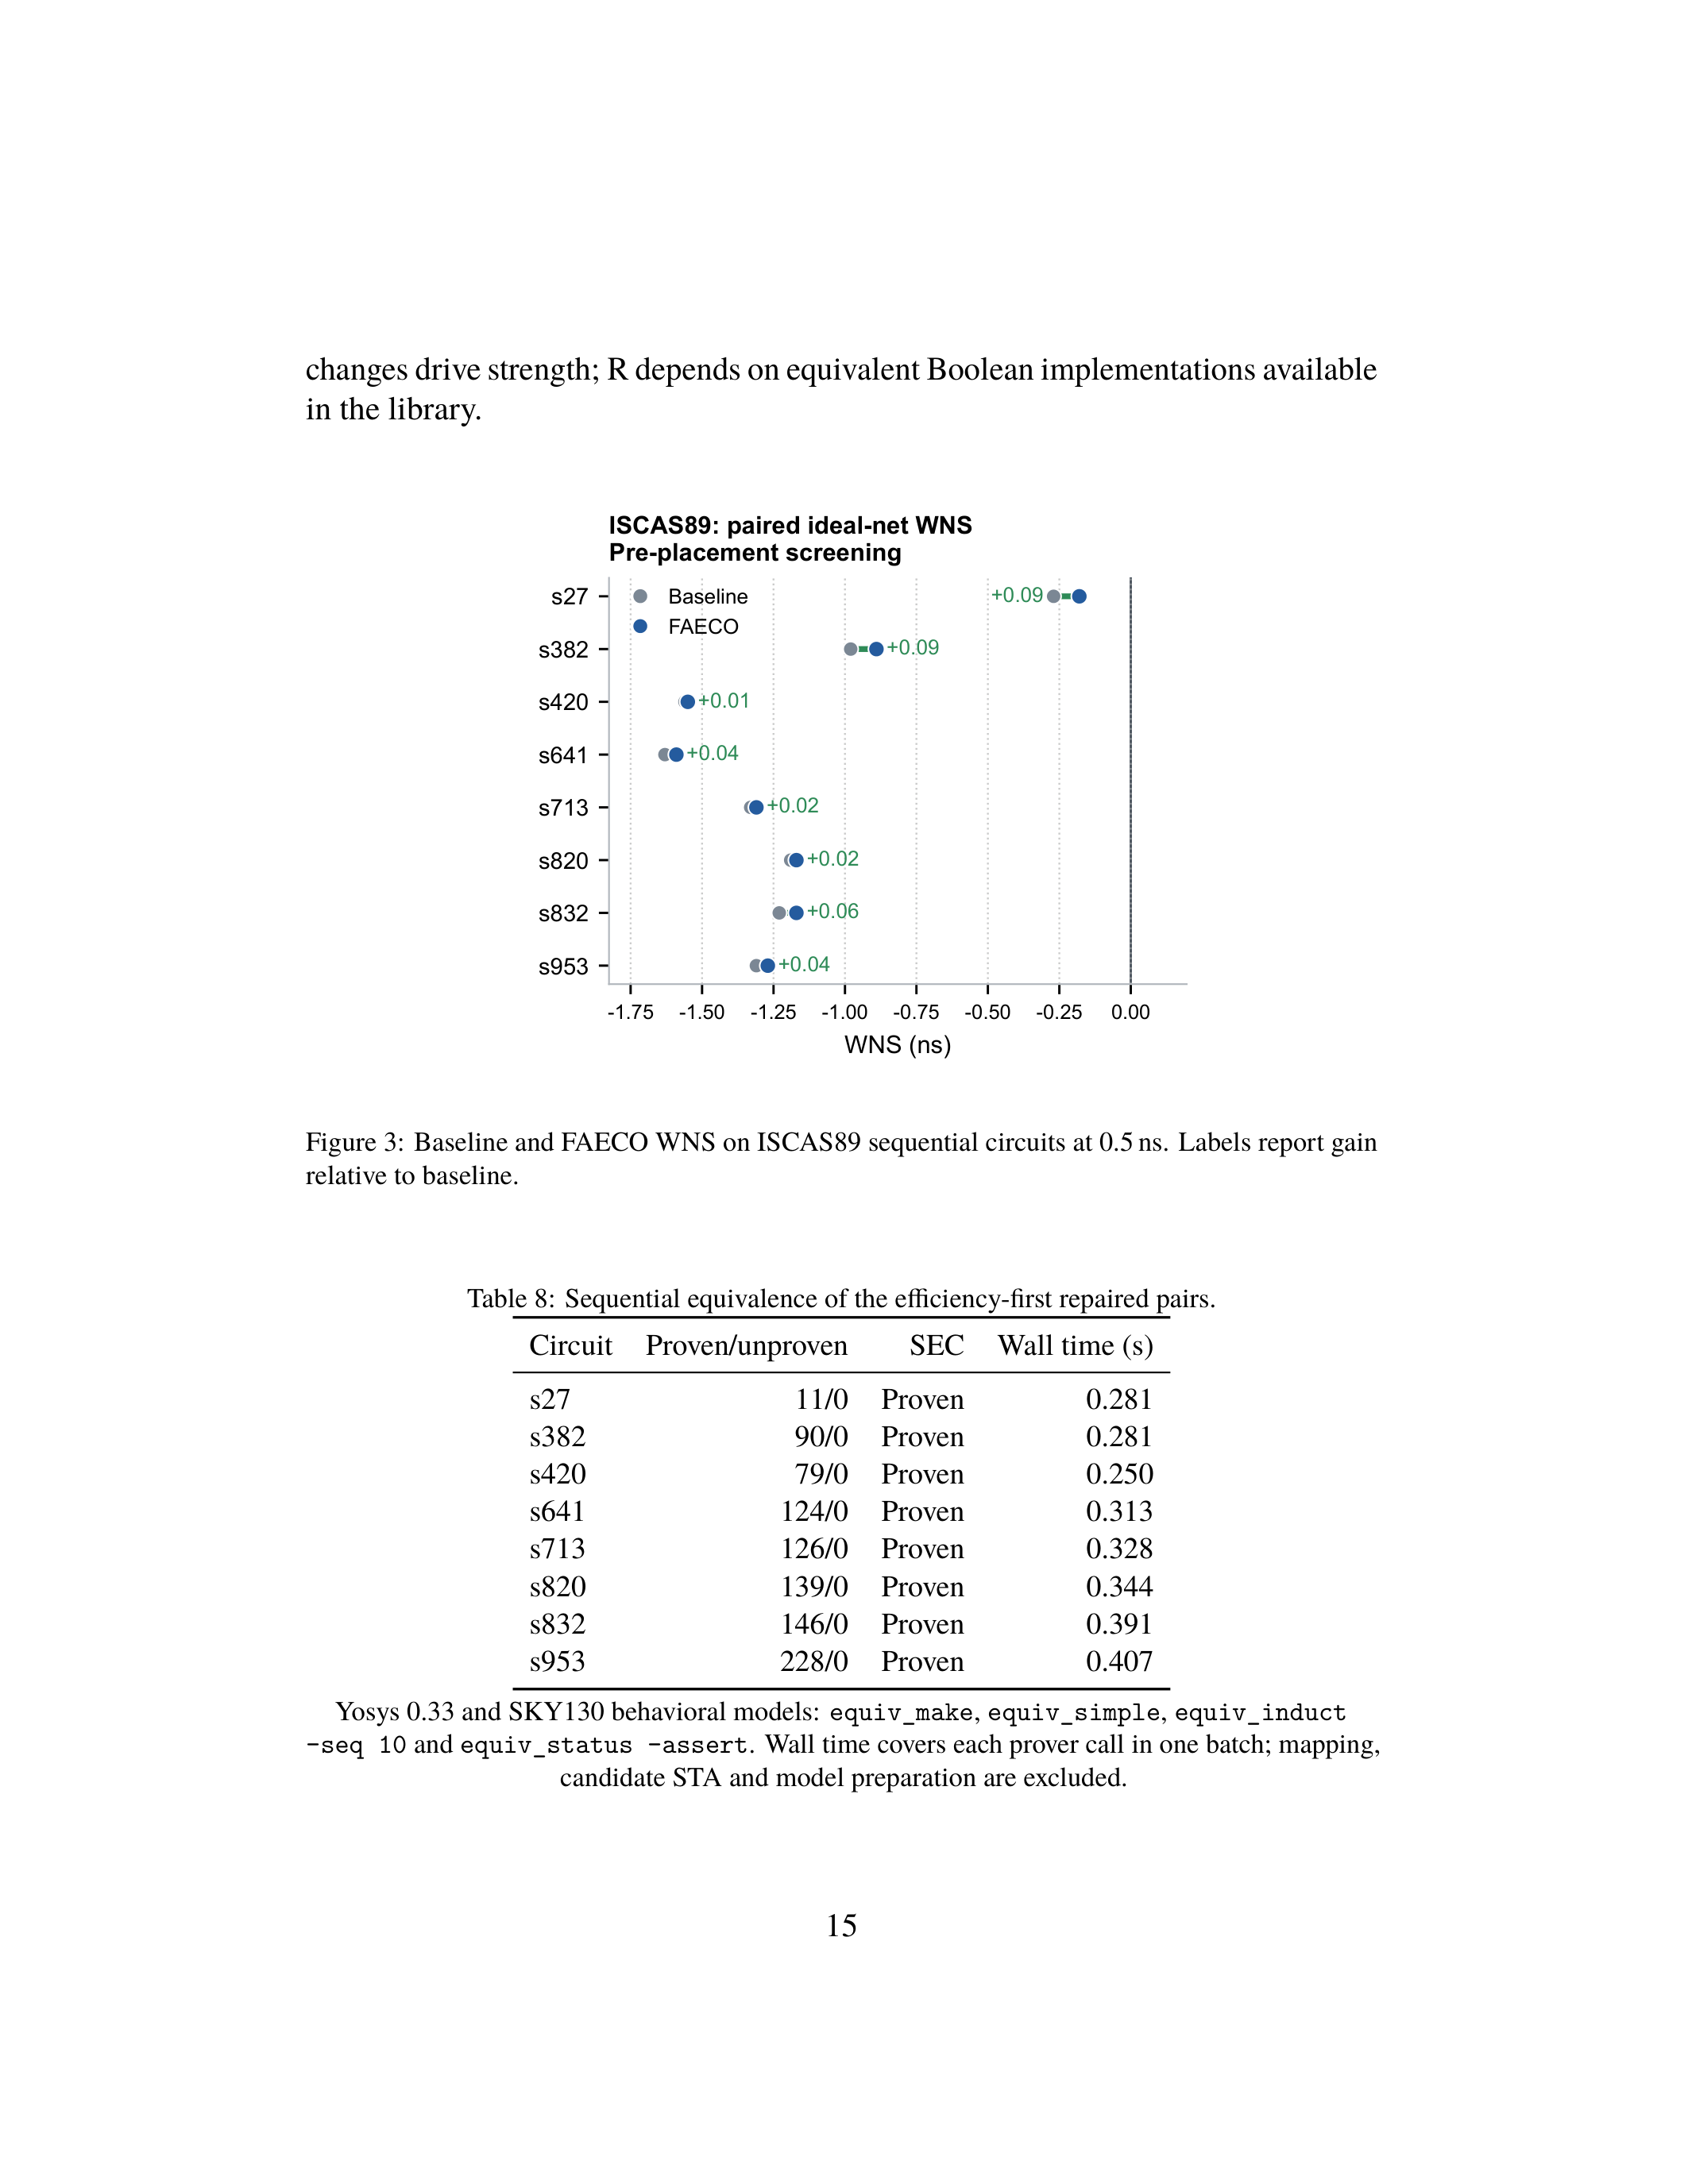 changes drive strength; R depends on equivalent Boolean implementations available
in the library.
ISCAS89: paired ideal-net WNS
Pre-placement screening
Baseline
FAECO
s27
+0.09
s382
+0.09
s420
+0.01
s641
+0.04
s713
+0.02
s820
+0.02
s832
+0.06
s953
+0.04
-1.75 -1.50 -1.25 -1.00 -0.75 -0.50 -0.25 0.00
WNS (ns)
Figure 3: Baseline and FAECO WNS on ISCAS89 sequential circuits at 0.5 ns. Labels report gain
relative to baseline.
Table 8: Sequential equivalence of the efficiency-first repaired pairs.
Circuit Proven/unproven SEC Wall time (s)
s27 11/0 Proven 0.281
s382 90/0 Proven 0.281
s420 79/0 Proven 0.250
s641 124/0 Proven 0.313
s713 126/0 Proven 0.328
s820 139/0 Proven 0.344
s832 146/0 Proven 0.391
s953 228/0 Proven 0.407
Yosys 0.33 and SKY130 behavioral models: equiv_make, equiv_simple, equiv_induct
-seq 10 and equiv_status -assert. Wall time covers each prover call in one batch; mapping,
candidate STA and model preparation are excluded.
15